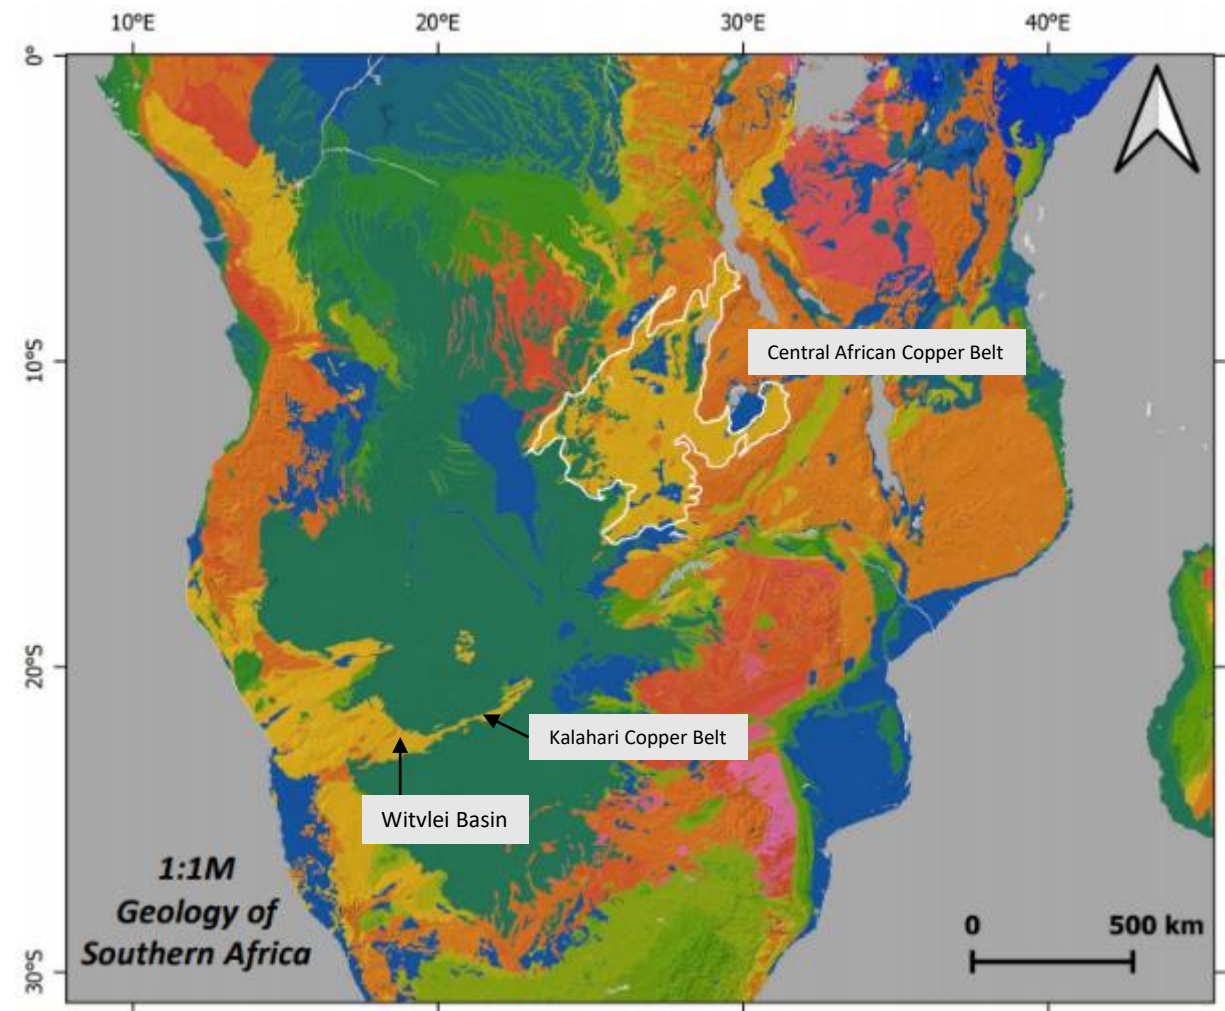 10°E 20°E 30°E 40°E
0°
10°S
20°S
30°S
Central African Copper Belt
Kalahari Copper Belt
Witvlei Basin
1:1M
Geology of
Southern Africa
0 500 km